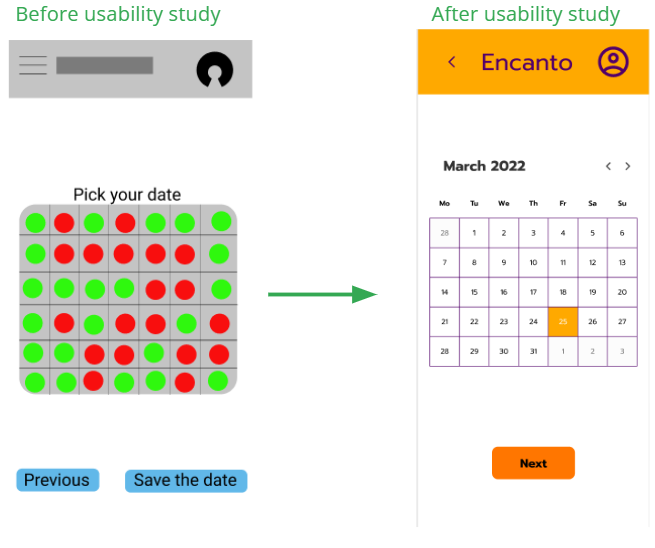 Before usability study
After usability study
Pick your date
Previous
Save the date
Encanto
March 2022
Mo Tu We Th Fr Sa Su
28 1 2 3 4 5 6
7 8 9 10 11 12 13
14 15 16 17 18 19 20
21 22 23 24 25 26 27
28 29 30 31 1 2 3
Next